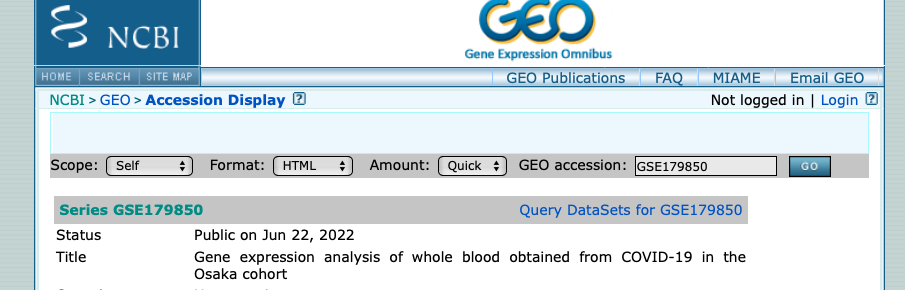 NCBI
GEO
Gene Expression Omnibus
HOME SEARCH SITE MAP GEO Publications FAQ MIAME Email GEO
NCBI > GEO > Accession Display ? Not logged in | Login ?
Scope: Self Format: HTML Amount: Quick GEO accession: GSE179850 GO
Series GSE179850 Query DataSets for GSE179850
Status Public on Jun 22, 2022
Title Gene expression analysis of whole blood obtained from COVID-19 in the
Osaka cohort